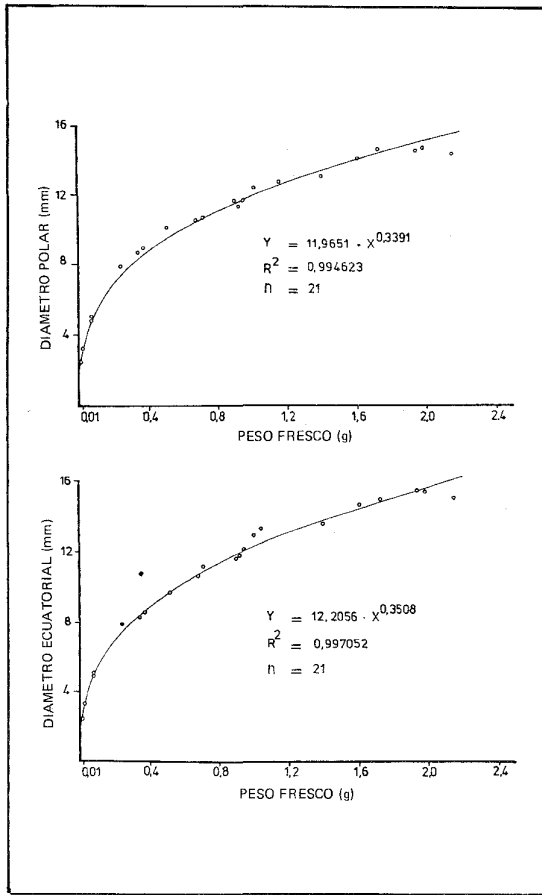 DIAMETRO POLAR (mm)
16
12
8
4
Y = 11,9651 · X^0,3391
R² = 0,994623
n = 21
0,01 0,4 0,8 1,2 1,6 2,0 2,4
PESO FRESCO (g)
DIAMETRO ECUATORIAL (mm)
16
12
8
4
Y = 12,2056 · X^0,3508
R² = 0,997052
n = 21
0,01 0,4 0,8 1,2 1,6 2,0 2,4
PESO FRESCO (g)